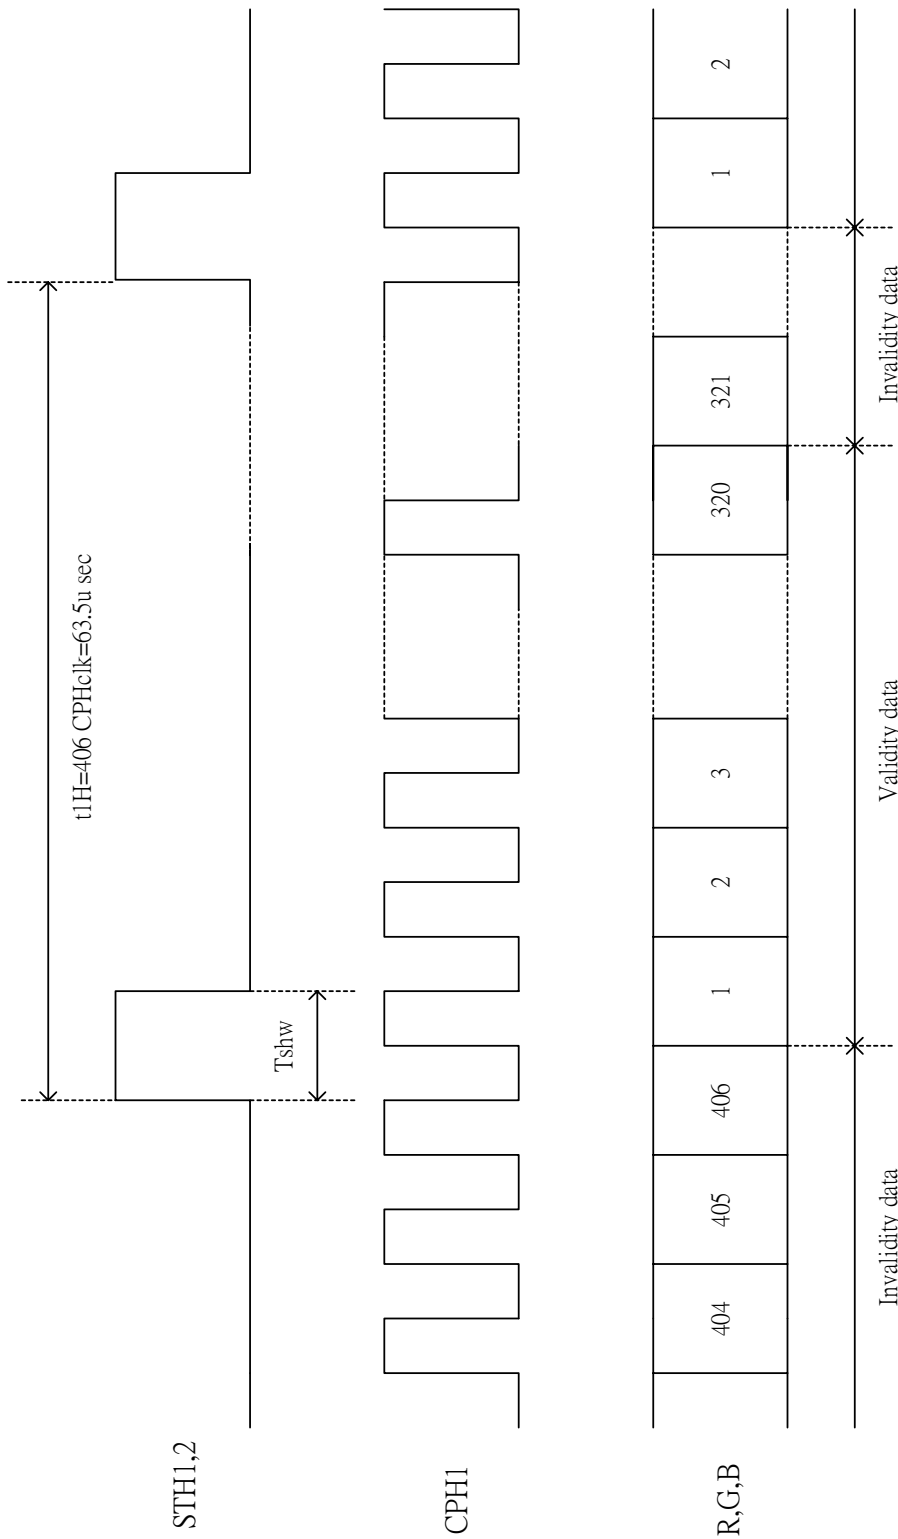 t1H=406 CPHclk=63.5u sec
STH1,2
Tshw
CPH1
R,G,B
404
405
406
1
2
3
320
321
1
2
Invalidity data
Validity data
Invalidity data